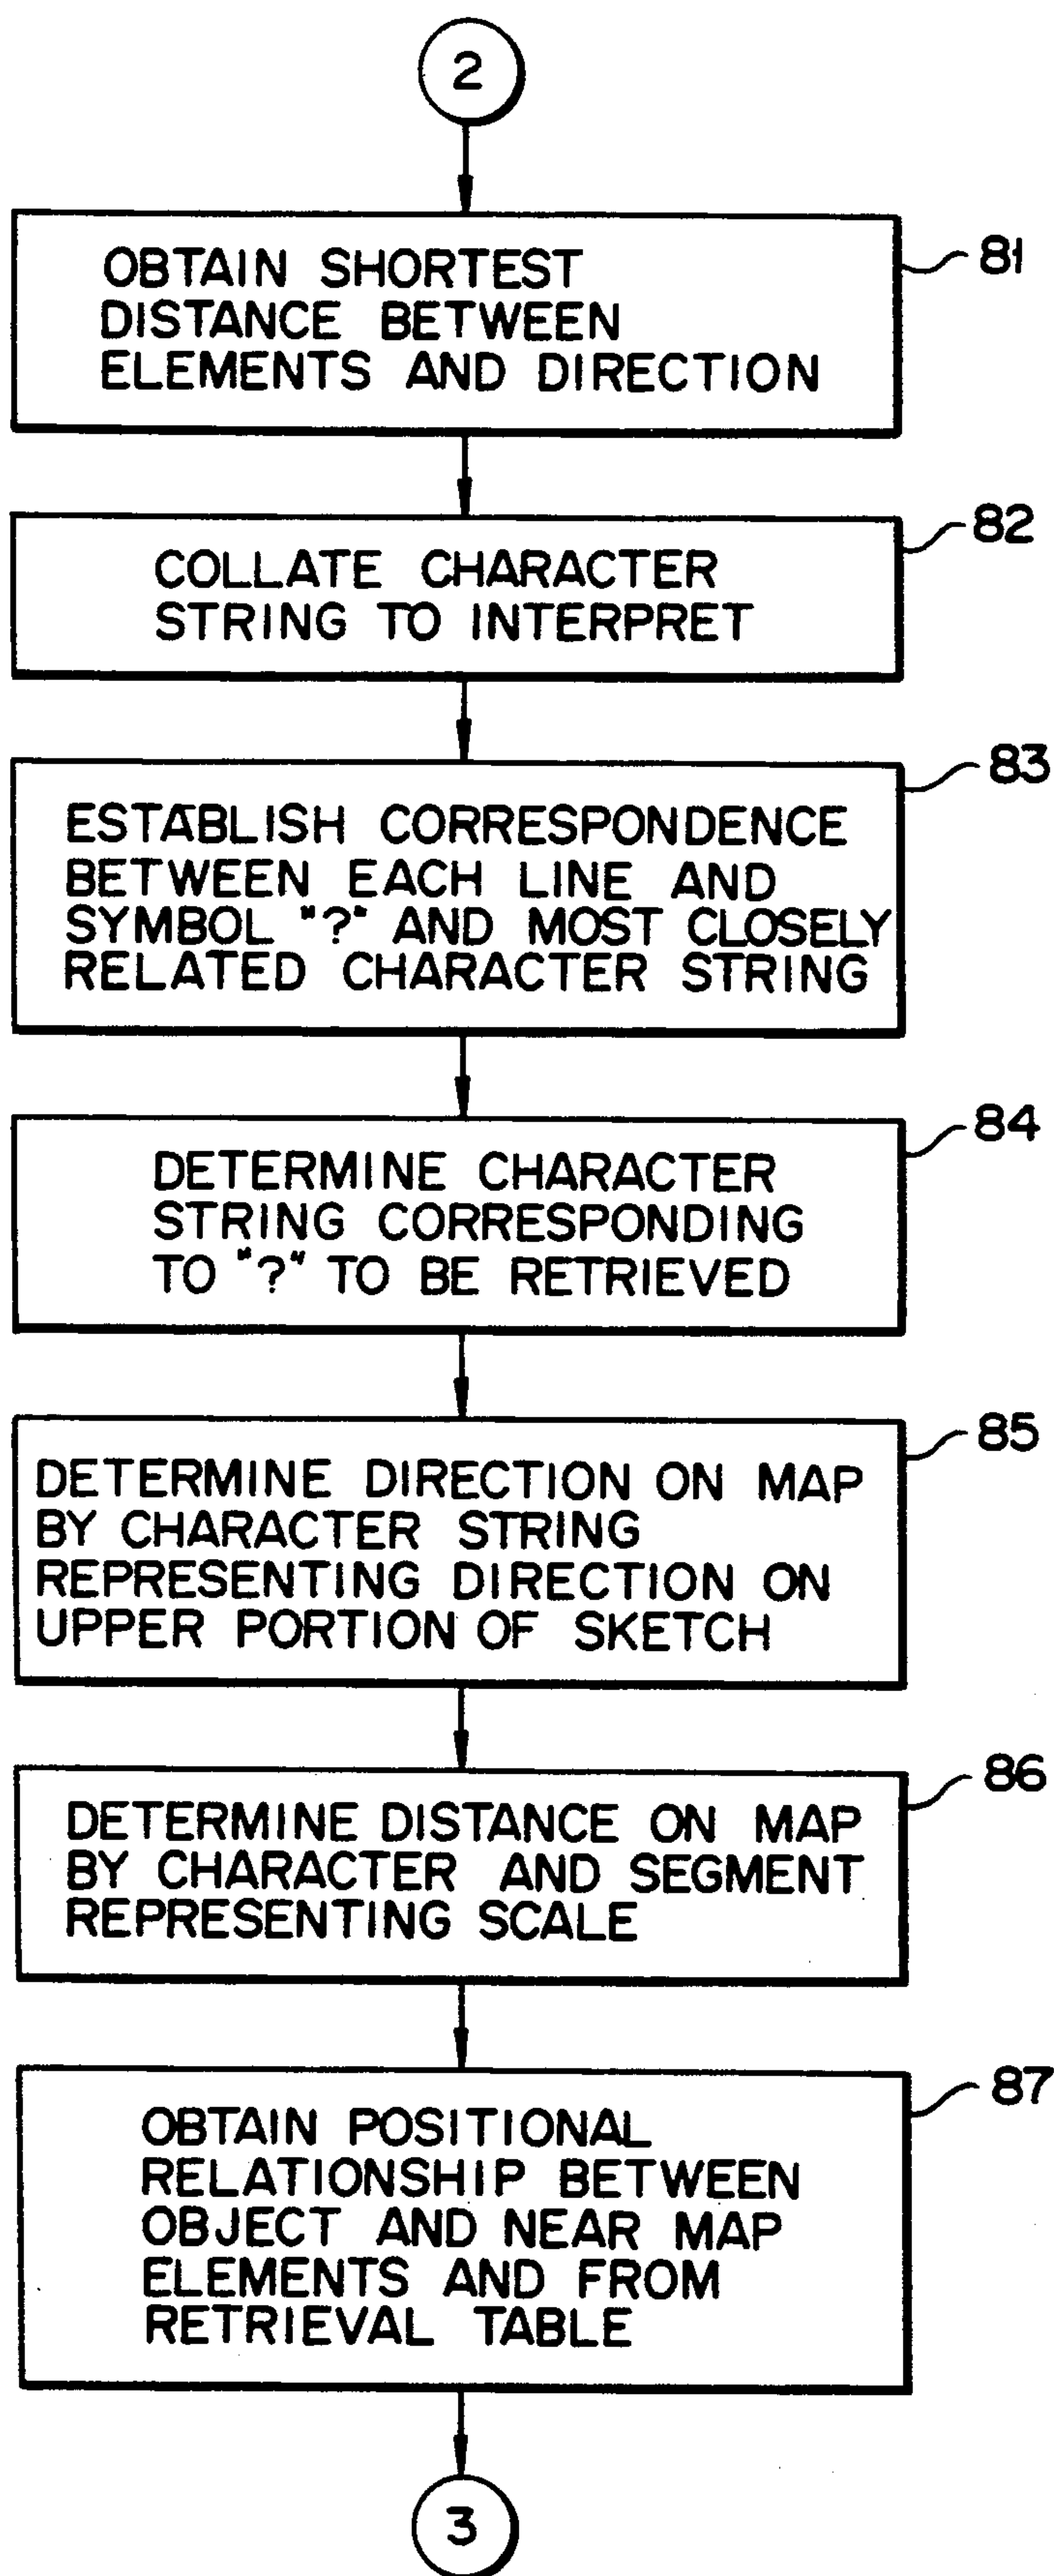 2
OBTAIN SHORTEST
DISTANCE BETWEEN
ELEMENTS AND DIRECTION
81
COLLATE CHARACTER
STRING TO INTERPRET
82
ESTABLISH CORRESPONDENCE
BETWEEN EACH LINE AND
SYMBOL "?" AND MOST CLOSELY
RELATED CHARACTER STRING
83
DETERMINE CHARACTER
STRING CORRESPONDING
TO "?" TO BE RETRIEVED
84
DETERMINE DIRECTION ON MAP
BY CHARACTER STRING
REPRESENTING DIRECTION ON
UPPER PORTION OF SKETCH
85
DETERMINE DISTANCE ON MAP
BY CHARACTER AND SEGMENT
REPRESENTING SCALE
86
OBTAIN POSITIONAL
RELATIONSHIP BETWEEN
OBJECT AND NEAR MAP
ELEMENTS AND FROM
RETRIEVAL TABLE
87
3